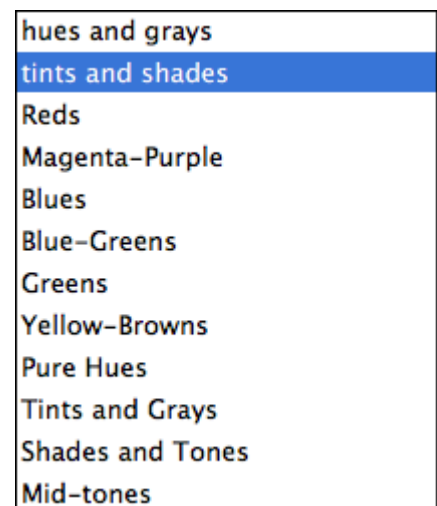 hues and grays
tints and shades
Reds
Magenta-Purple
Blues
Blue-Greens
Greens
Yellow-Browns
Pure Hues
Tints and Grays
Shades and Tones
Mid-tones